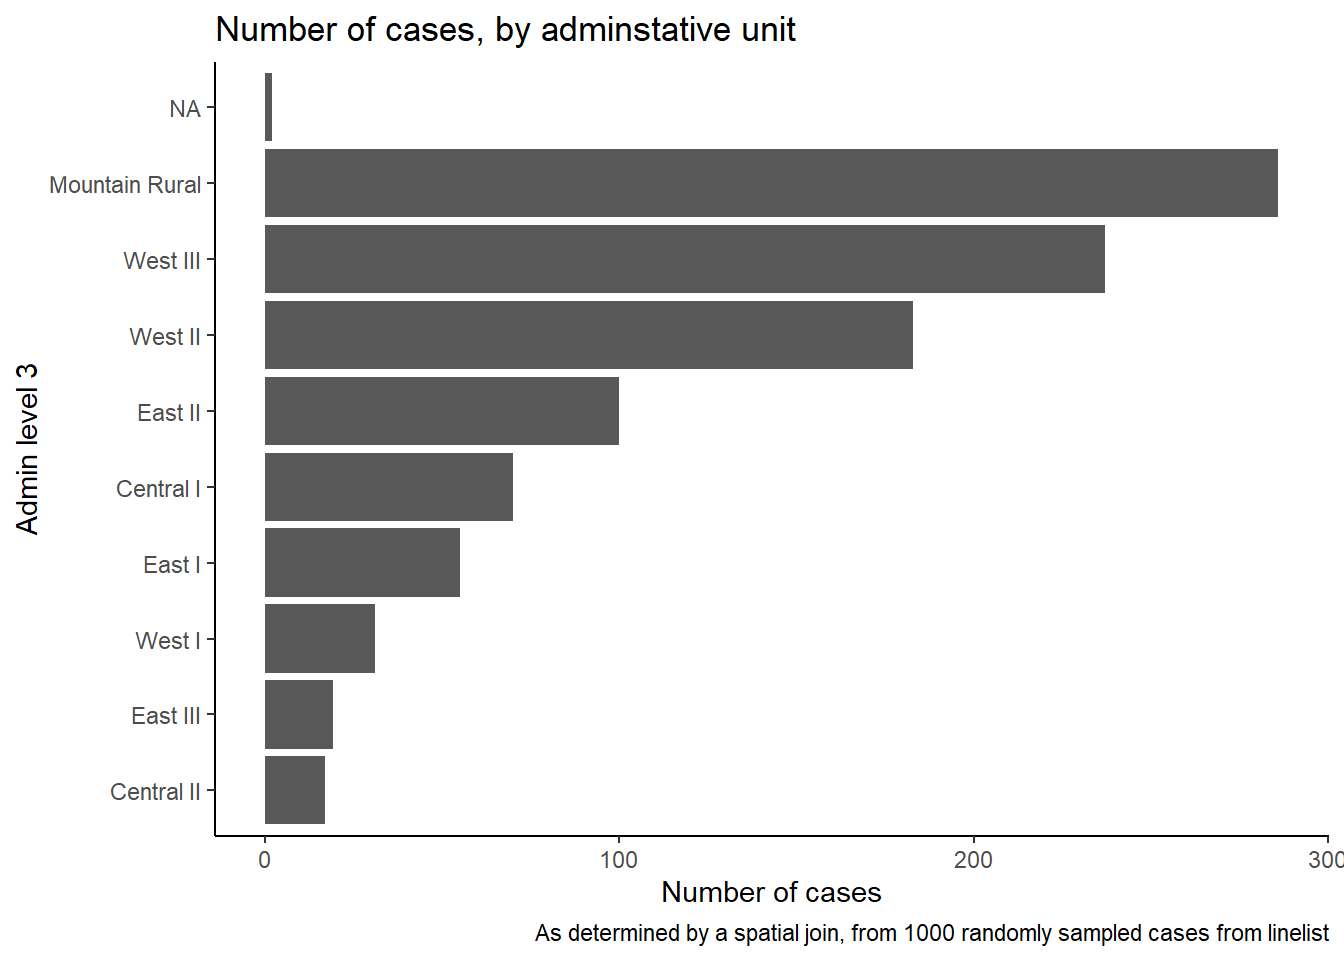 Number of cases, by adminstative unit
NA
Mountain Rural
West III
West II
East II
Central I
East I
West I
East III
Central II
Admin level 3
0 100 200 300
Number of cases
As determined by a spatial join, from 1000 randomly sampled cases from linelist